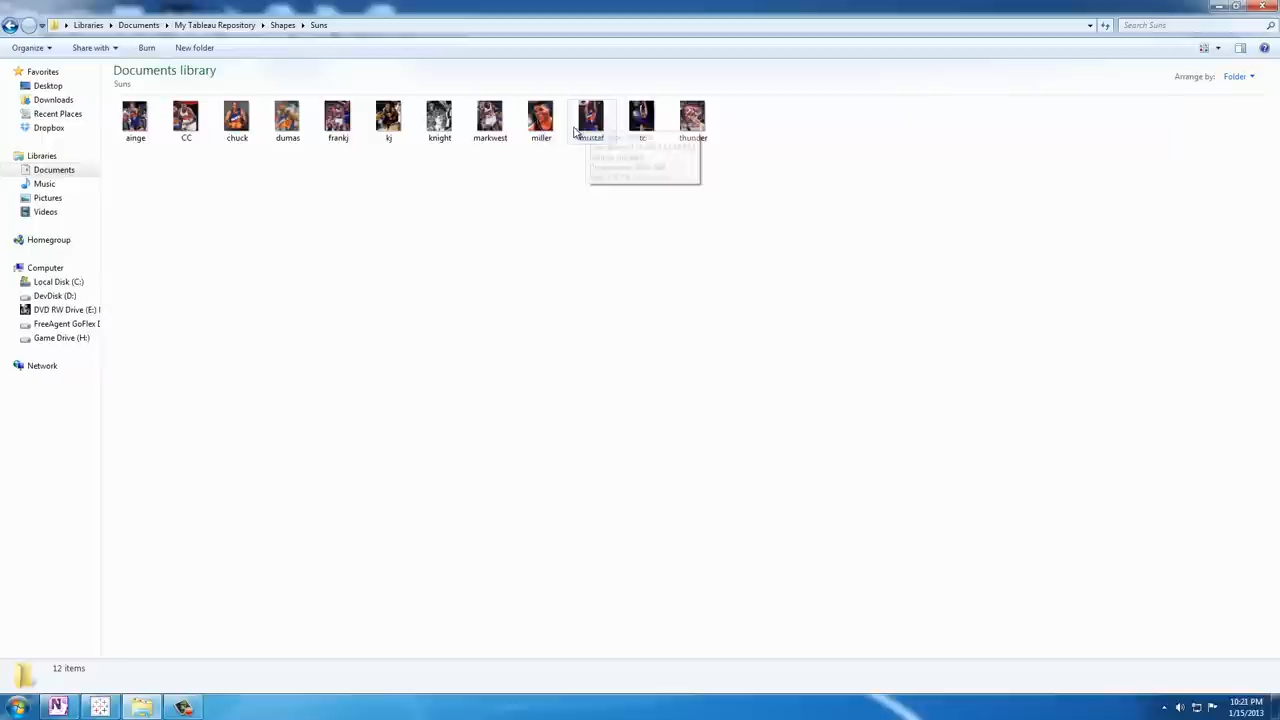 Libraries Documents My Tableau Repository Shapes Suns
Search Suns
Organize Share with Burn New folder
Favorites
Desktop
Downloads
Recent Places
Dropbox
Libraries
Documents
Music
Pictures
Videos
Homegroup
Computer
Local Disk (C:)
DevDisk (D:)
DVD RW Drive (E:)
FreeAgent GoFlex D
Game Drive (H:)
Network
Documents library
Suns
Arrange by: Folder
ainge CC chuck dumas frankj kj knight markwest miller mustaf tc thunder
12 items
10:21 PM
1/15/2013